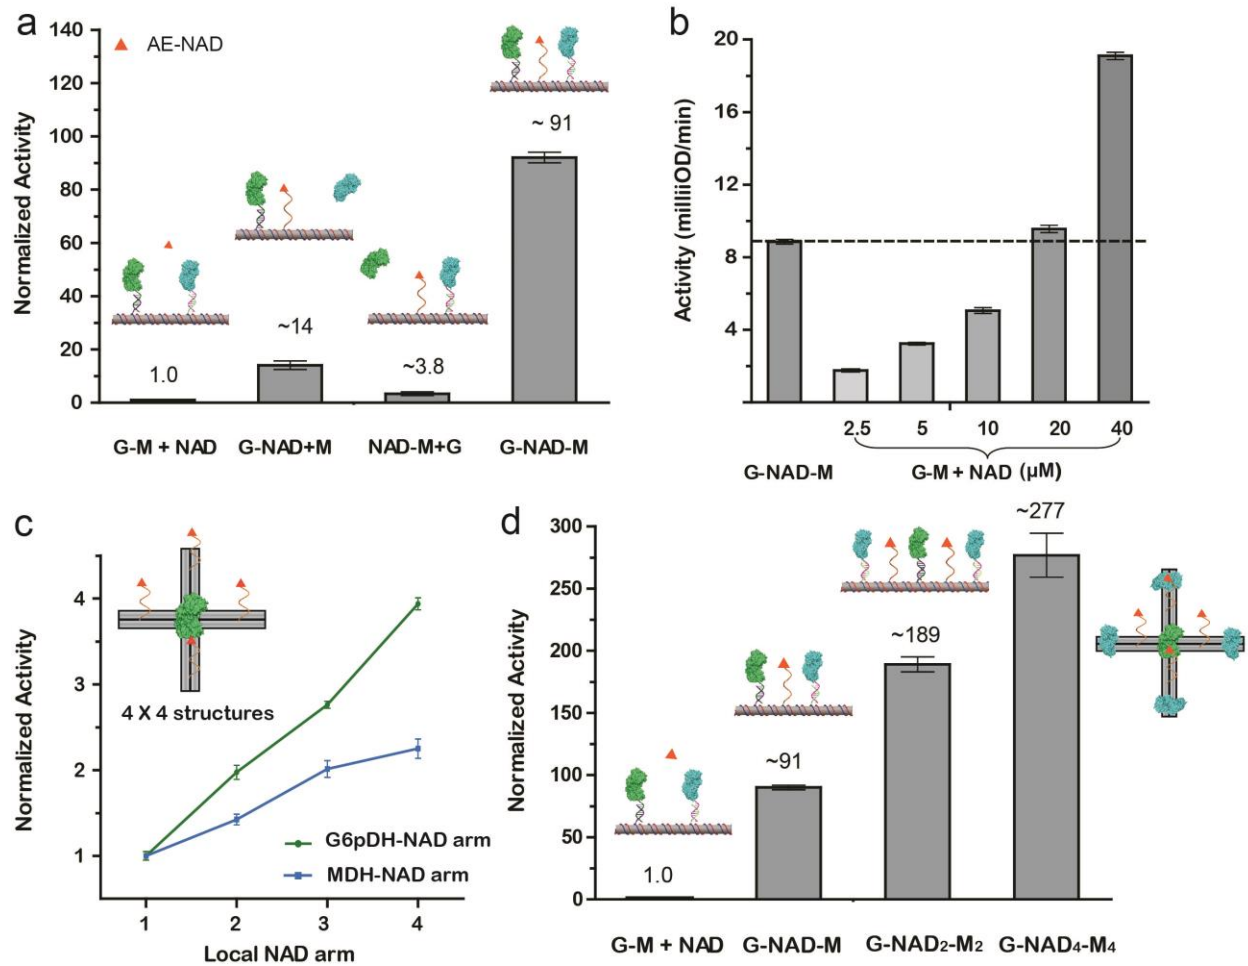 a
140
120
100
80
60
40
20
0
Normalized Activity
AE-NAD
1.0
~14
~3.8
~ 91
G-M + NAD G-NAD+M NAD-M+G G-NAD-M
b
20
16
12
8
4
Activity (milliiOD/min)
2.5 5 10 20 40
G-NAD-M G-M + NAD (µM)
c
4
3
2
1
Normalized Activity
4 X 4 structures
G6pDH-NAD arm
MDH-NAD arm
1 2 3 4
Local NAD arm
d
300
250
200
150
100
50
0
Normalized Activity
1.0
~91
~189
~277
G-M + NAD G-NAD-M G-NAD₂-M₂ G-NAD₄-M₄